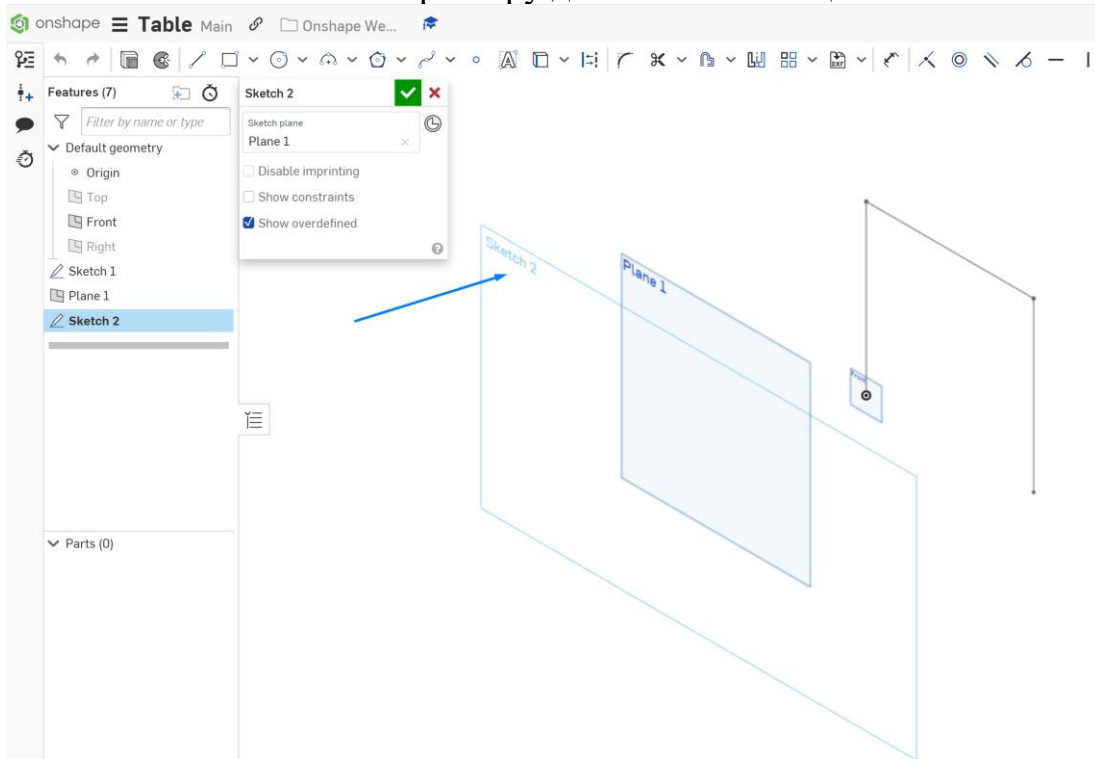 onshape Table Main Onshape We...
Features (7)
Filter by name or type
Default geometry
Origin
Top
Front
Right
Sketch 1
Plane 1
Sketch 2
Parts (0)
Sketch 2
Sketch plane
Plane 1
Disable imprinting
Show constraints
Show overdefined
Sketch 2
Plane 1
Front